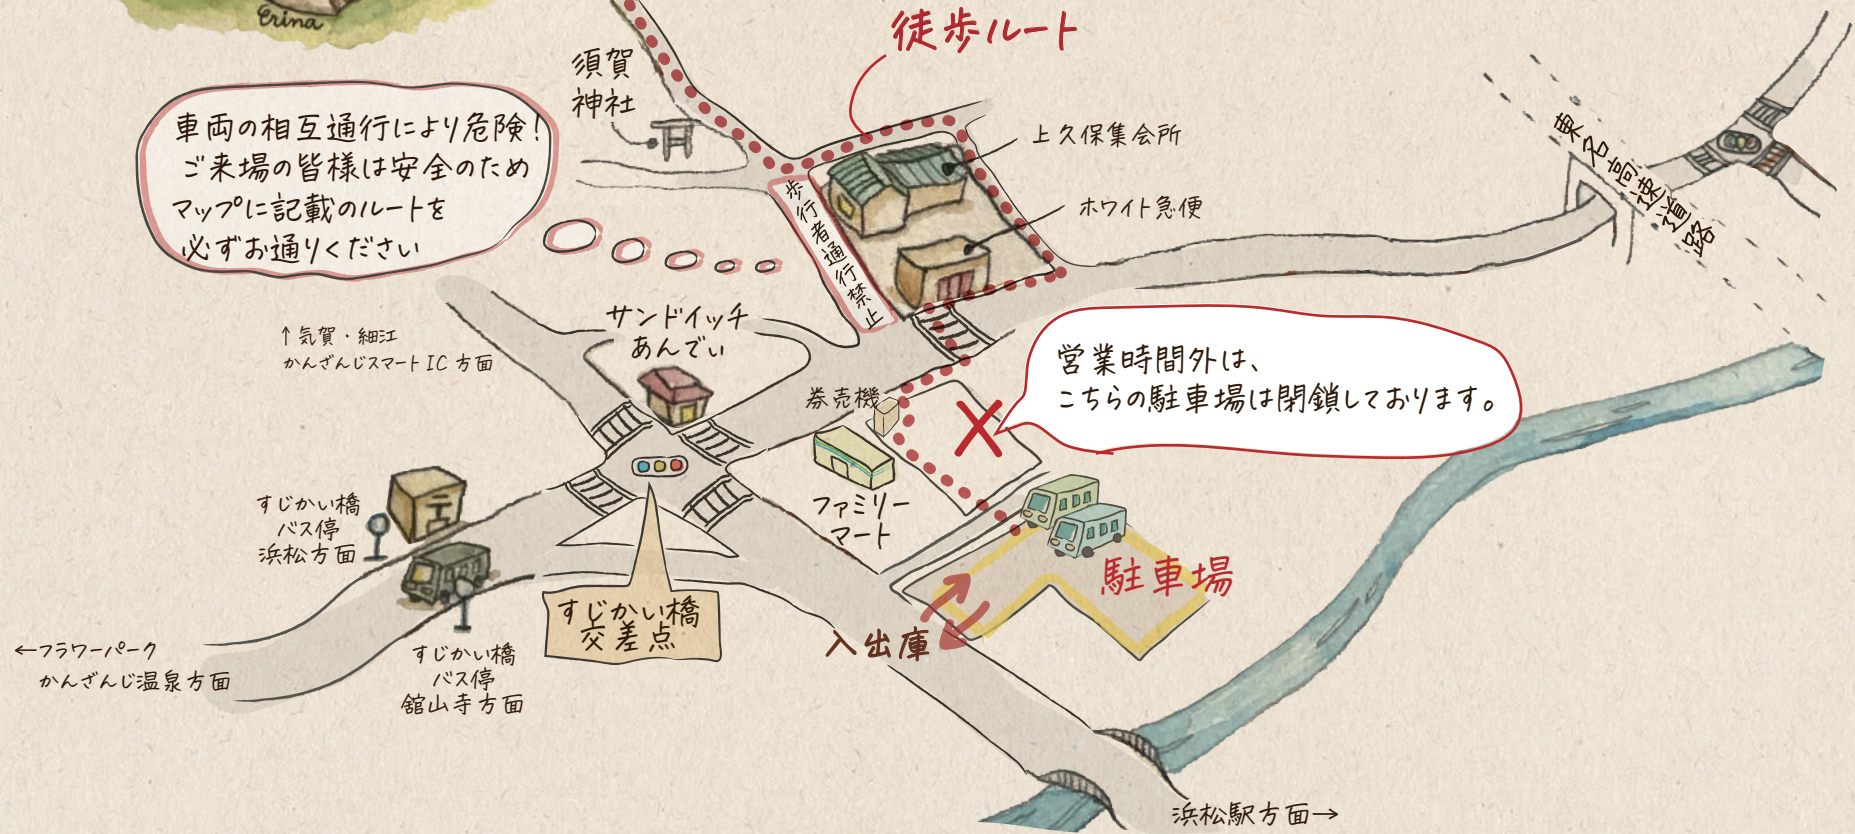 Erina
徒歩ルート
須賀
神社
車両の相互通行により危険!
ご来場の皆様は安全のため
マップに記載のルートを
必ずお通りください
上久保集会所
ホワイト急便
歩行者通行禁止
東名高速道路
↑気賀・細江
かんざんじスマートIC方面
サンドイッチ
あんでぃ
券売機
営業時間外は、
こちらの駐車場は閉鎖しております。
ファミリー
マート
すじかい橋
バス停
浜松方面
駐車場
すじかい橋
交差点
入出庫
←フラワーパーク
かんざんじ温泉方面
すじかい橋
バス停
舘山寺方面
浜松駅方面→